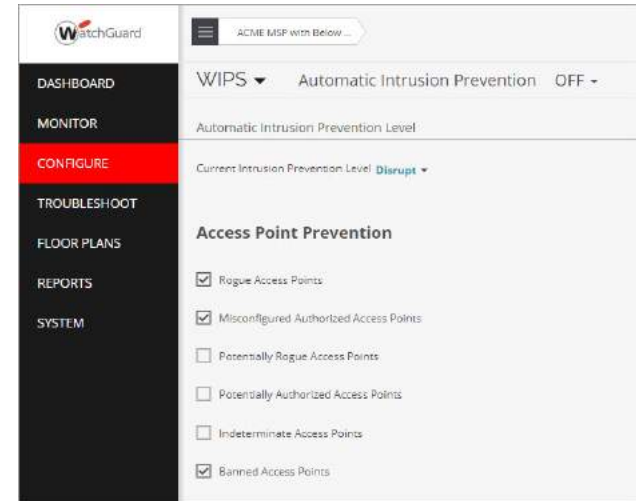 WatchGuard
ACME MSP with Below ...
DASHBOARD
WIPS Automatic Intrusion Prevention OFF
MONITOR
Automatic Intrusion Prevention Level
CONFIGURE
Current Intrusion Prevention Level Disrupt
TROUBLESHOOT
FLOOR PLANS
REPORTS
SYSTEM
Access Point Prevention
Rogue Access Points
Misconfigured Authorized Access Points
Potentially Rogue Access Points
Potentially Authorized Access Points
Indeterminate Access Points
Banned Access Points